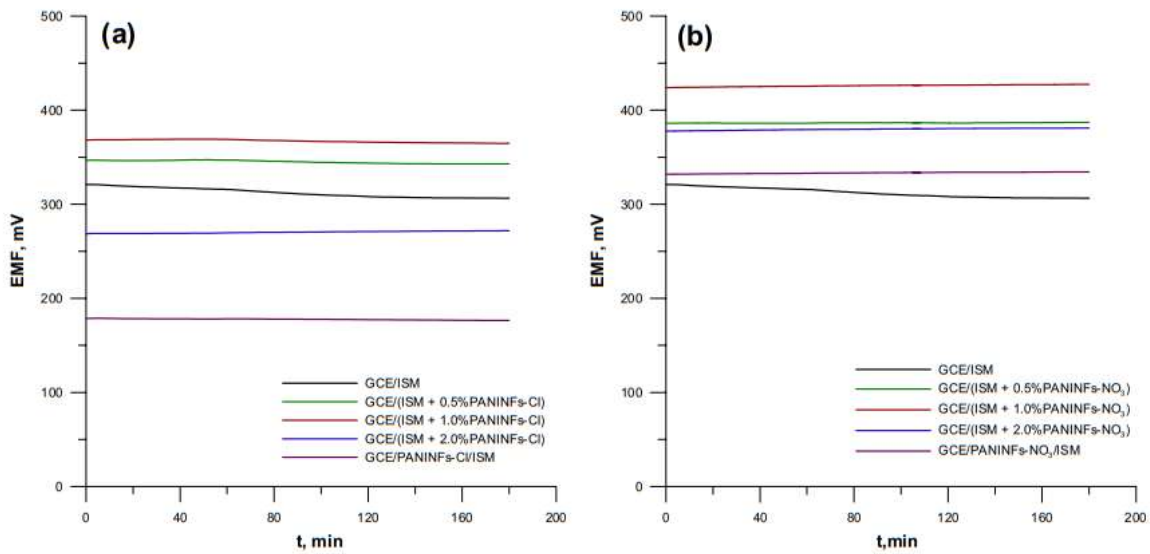 (a)
500
400
300
200
100
0
EMF, mV
0 40 80 120 160 200
t, min
GCE/ISM
GCE/(ISM + 0.5%PANINFs-Cl)
GCE/(ISM + 1.0%PANINFs-Cl)
GCE/(ISM + 2.0%PANINFs-Cl)
GCE/PANINFs-Cl/ISM
(b)
500
400
300
200
100
0
EMF, mV
0 40 80 120 160 200
t,min
GCE/ISM
GCE/(ISM + 0.5%PANINFs-NO₃)
GCE/(ISM + 1.0%PANINFs-NO₃)
GCE/(ISM + 2.0%PANINFs-NO₃)
GCE/PANINFs-NO₃/ISM